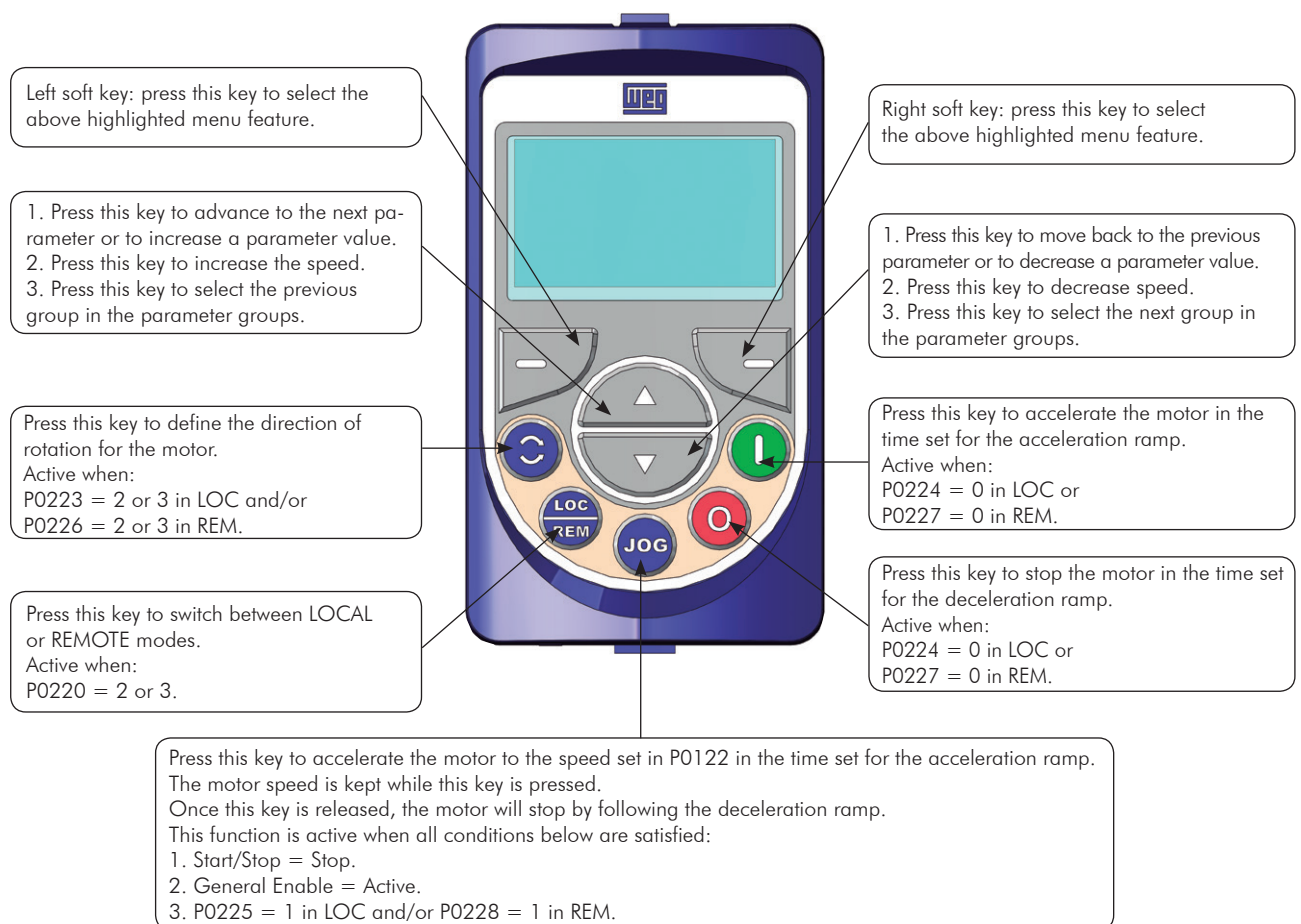 weg
Left soft key: press this key to select the
above highlighted menu feature.
Right soft key: press this key to select
the above highlighted menu feature.
1. Press this key to advance to the next pa-
rameter or to increase a parameter value.
2. Press this key to increase the speed.
3. Press this key to select the previous
group in the parameter groups.
1. Press this key to move back to the previous
parameter or to decrease a parameter value.
2. Press this key to decrease speed.
3. Press this key to select the next group in
the parameter groups.
Press this key to define the direction of
rotation for the motor.
Active when:
P0223 = 2 or 3 in LOC and/or
P0226 = 2 or 3 in REM.
Press this key to accelerate the motor in the
time set for the acceleration ramp.
Active when:
P0224 = 0 in LOC or
P0227 = 0 in REM.
LOC
REM
JOG
O
I
Press this key to switch between LOCAL
or REMOTE modes.
Active when:
P0220 = 2 or 3.
Press this key to stop the motor in the time set
for the deceleration ramp.
Active when:
P0224 = 0 in LOC or
P0227 = 0 in REM.
Press this key to accelerate the motor to the speed set in P0122 in the time set for the acceleration ramp.
The motor speed is kept while this key is pressed.
Once this key is released, the motor will stop by following the deceleration ramp.
This function is active when all conditions below are satisfied:
1. Start/Stop = Stop.
2. General Enable = Active.
3. P0225 = 1 in LOC and/or P0228 = 1 in REM.